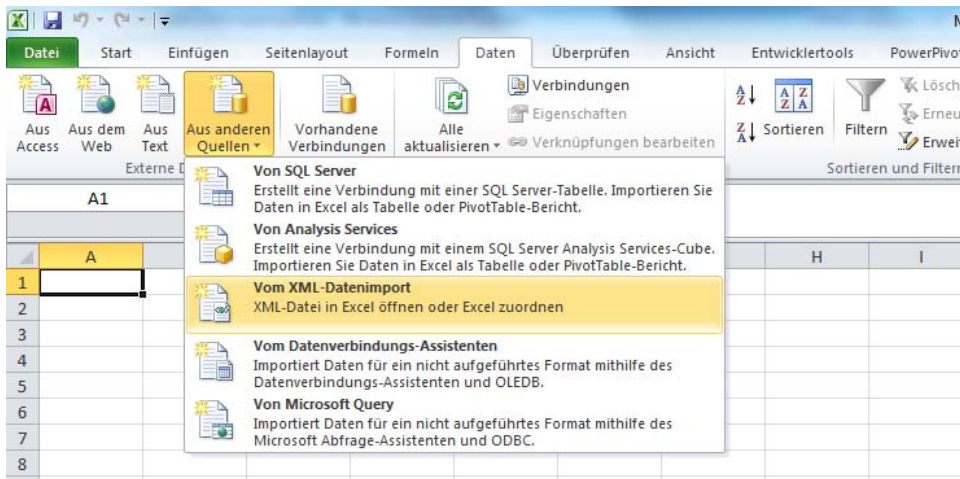 Datei Start Einfügen Seitenlayout Formeln Daten Überprüfen Ansicht Entwicklertools PowerPivo
Aus Access
Aus dem Web
Aus Text
Aus anderen Quellen
Vorhandene Verbindungen
Alle aktualisieren
Verbindungen
Eigenschaften
Verknüpfungen bearbeiten
Sortieren
Filtern
Lösch
Erneu
Erweit
Externe D
Sortieren und Filtern
A1
Von SQL Server
Erstellt eine Verbindung mit einer SQL Server-Tabelle. Importieren Sie
Daten in Excel als Tabelle oder PivotTable-Bericht.
Von Analysis Services
Erstellt eine Verbindung mit einem SQL Server Analysis Services-Cube.
Importieren Sie Daten in Excel als Tabelle oder PivotTable-Bericht.
Vom XML-Datenimport
XML-Datei in Excel öffnen oder Excel zuordnen
Vom Datenverbindungs-Assistenten
Importiert Daten für ein nicht aufgeführtes Format mithilfe des
Datenverbindungs-Assistenten und OLEDB.
Von Microsoft Query
Importiert Daten für ein nicht aufgeführtes Format mithilfe des
Microsoft Abfrage-Assistenten und ODBC.
A H I
1
2
3
4
5
6
7
8